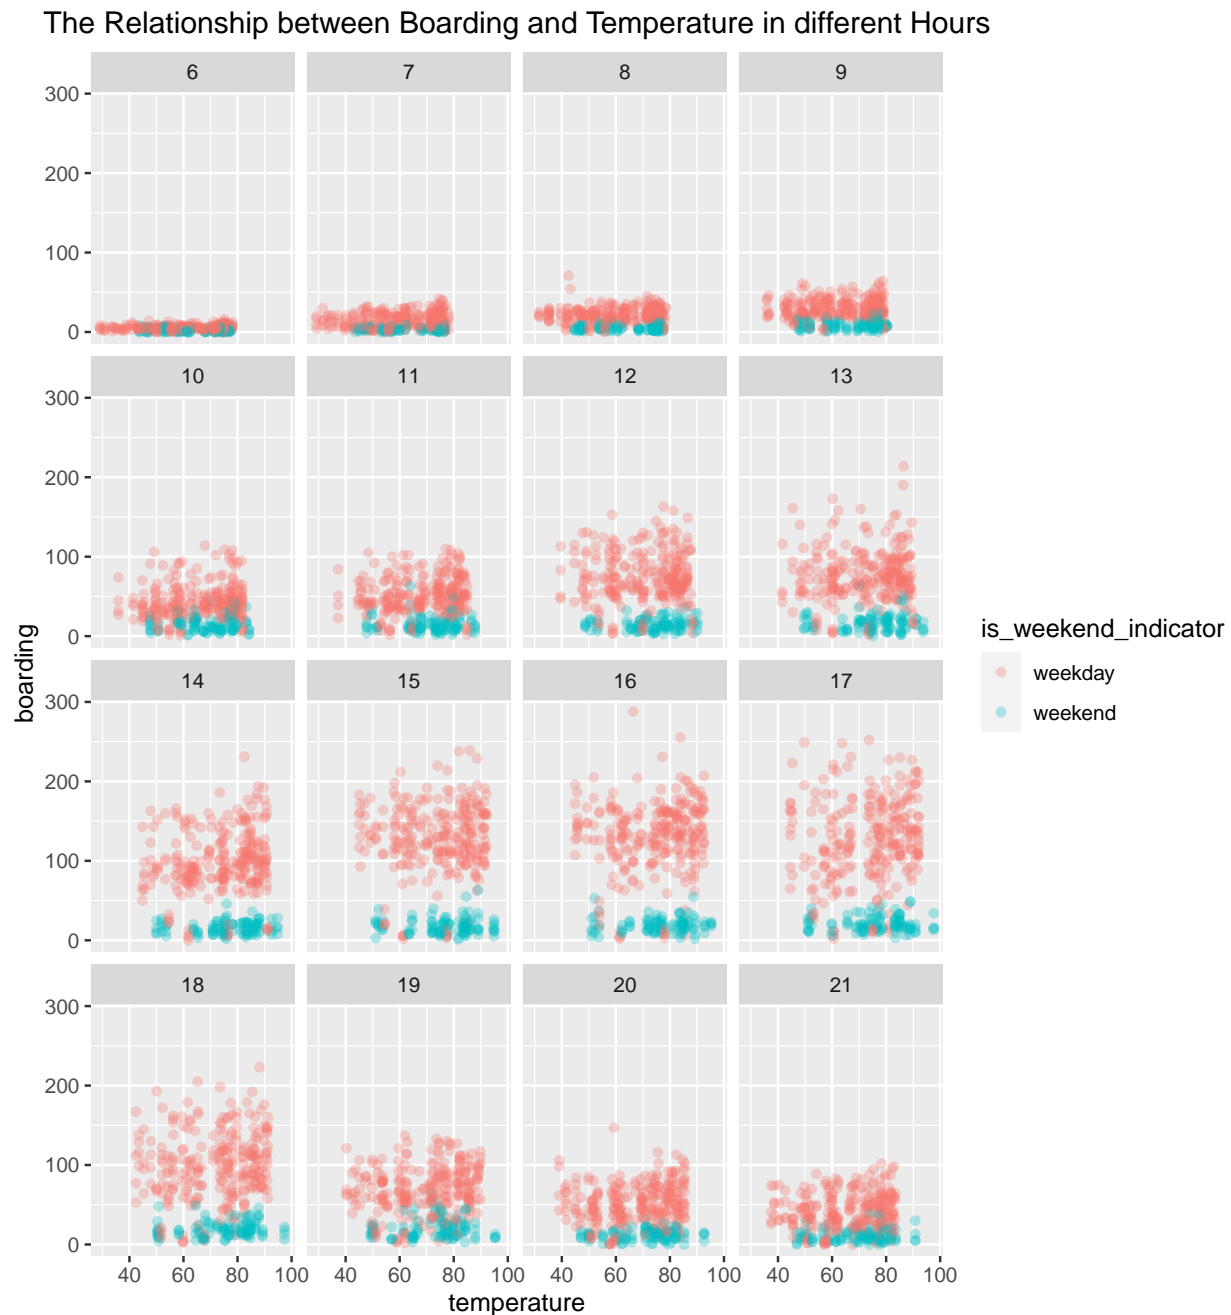 The Relationship between Boarding and Temperature in different Hours
6 7 8 9
300
200
100
0
10 11 12 13
300
200
100
0
14 15 16 17
300
200
100
0
18 19 20 21
300
200
100
0
40 60 80 100 40 60 80 100 40 60 80 100 40 60 80 100
temperature
boarding
is_weekend_indicator
weekday
weekend